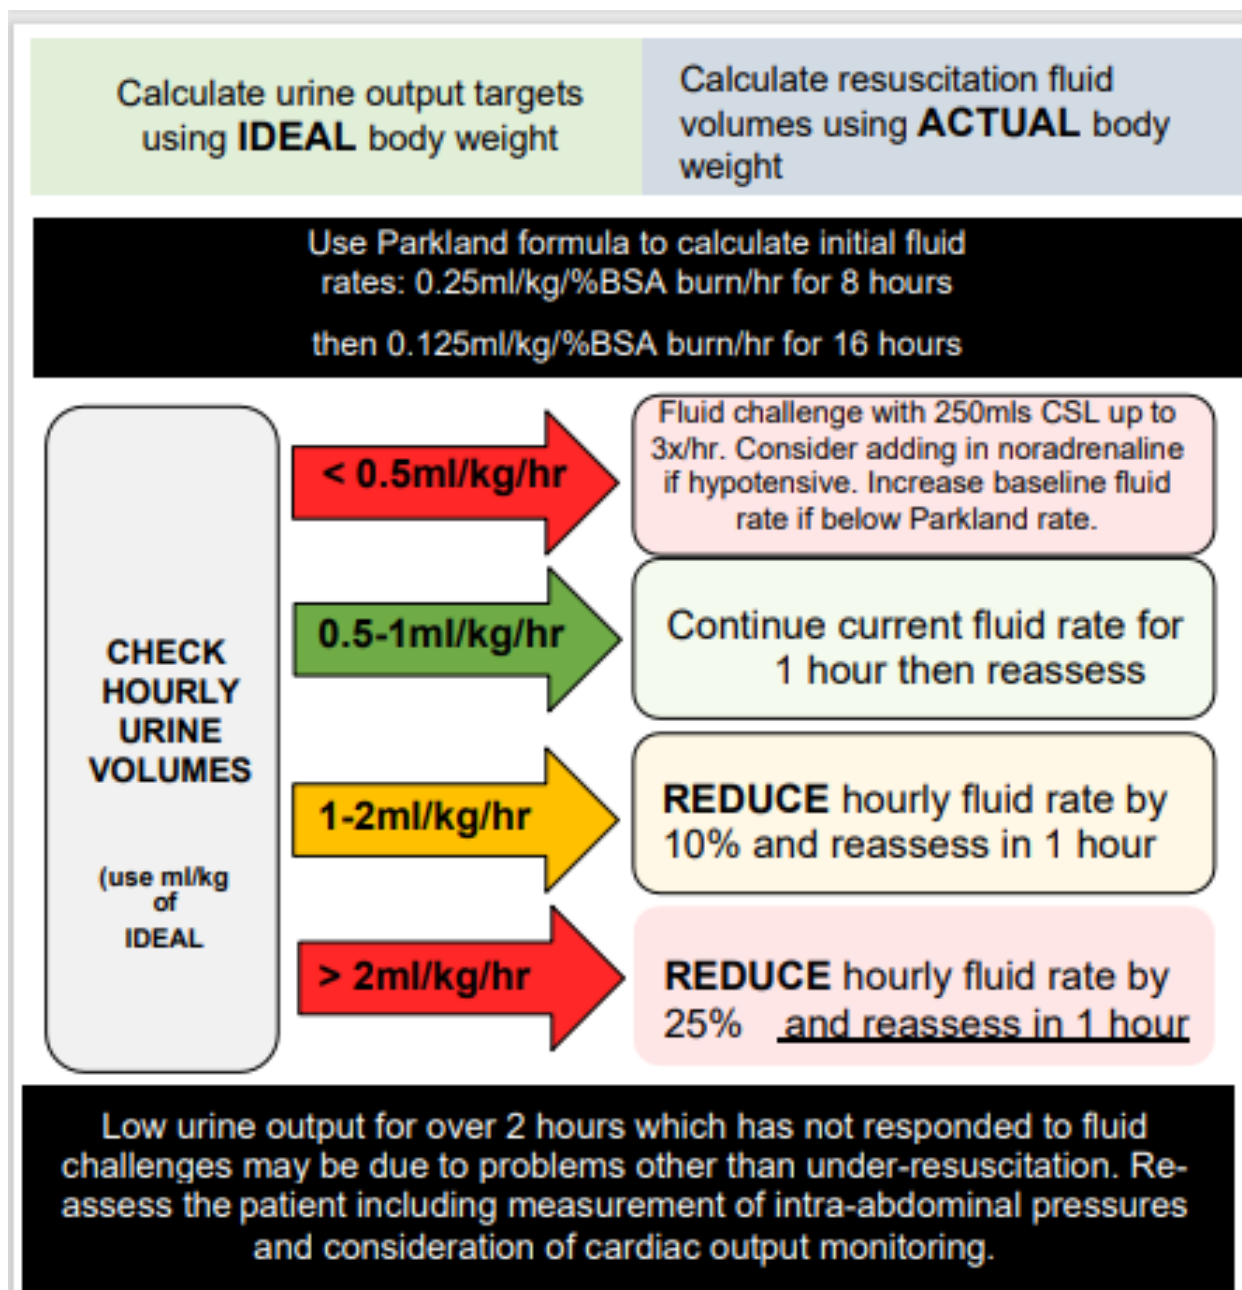 Calculate urine output targets
using IDEAL body weight
Calculate resuscitation fluid
volumes using ACTUAL body
weight
Use Parkland formula to calculate initial fluid
rates: 0.25ml/kg/%BSA burn/hr for 8 hours
then 0.125ml/kg/%BSA burn/hr for 16 hours
CHECK
HOURLY
URINE
VOLUMES
(use ml/kg
of
IDEAL
< 0.5ml/kg/hr
Fluid challenge with 250mls CSL up to
3x/hr. Consider adding in noradrenaline
if hypotensive. Increase baseline fluid
rate if below Parkland rate.
0.5-1ml/kg/hr
Continue current fluid rate for
1 hour then reassess
1-2ml/kg/hr
REDUCE hourly fluid rate by
10% and reassess in 1 hour
> 2ml/kg/hr
REDUCE hourly fluid rate by
25% and reassess in 1 hour
Low urine output for over 2 hours which has not responded to fluid
challenges may be due to problems other than under-resuscitation. Re-
assess the patient including measurement of intra-abdominal pressures
and consideration of cardiac output monitoring.